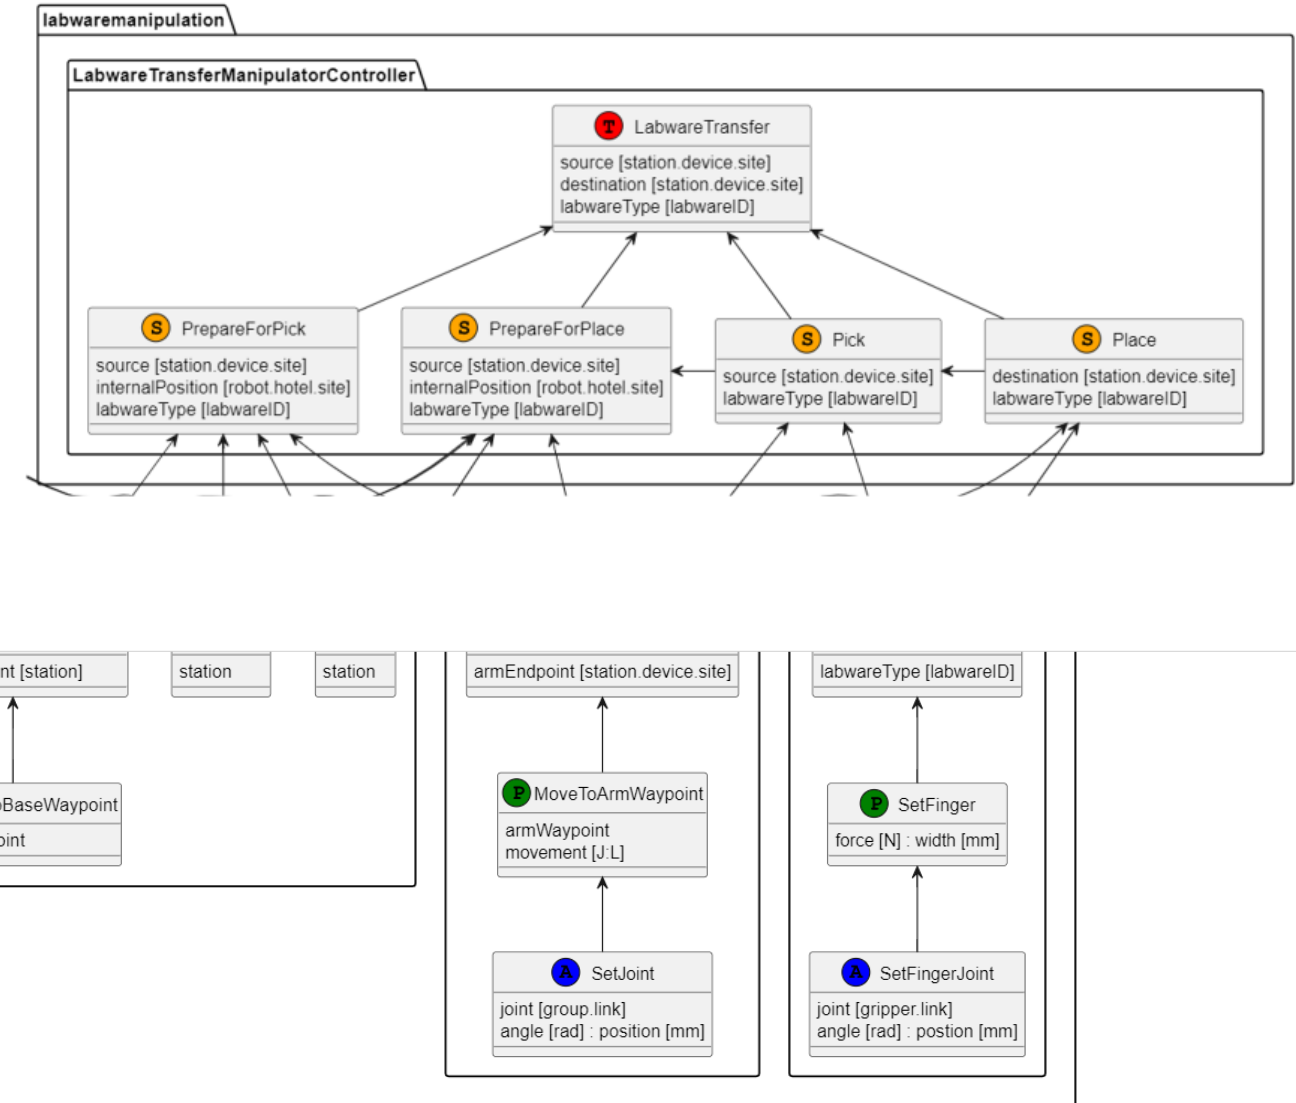 labwaremanipulation
LabwareTransferManipulatorController
T LabwareTransfer
source [station.device.site]
destination [station.device.site]
labwareType [labwareID]
S PrepareForPick
source [station.device.site]
internalPosition [robot.hotel.site]
labwareType [labwareID]
S PrepareForPlace
source [station.device.site]
internalPosition [robot.hotel.site]
labwareType [labwareID]
S Pick
source [station.device.site]
labwareType [labwareID]
S Place
destination [station.device.site]
labwareType [labwareID]
nt [station]
station
station
armEndpoint [station.device.site]
labwareType [labwareID]
BaseWaypoint
oint
P MoveToArmWaypoint
armWaypoint
movement [J:L]
P SetFinger
force [N] : width [mm]
A SetJoint
joint [group.link]
angle [rad] : position [mm]
A SetFingerJoint
joint [gripper.link]
angle [rad] : postion [mm]